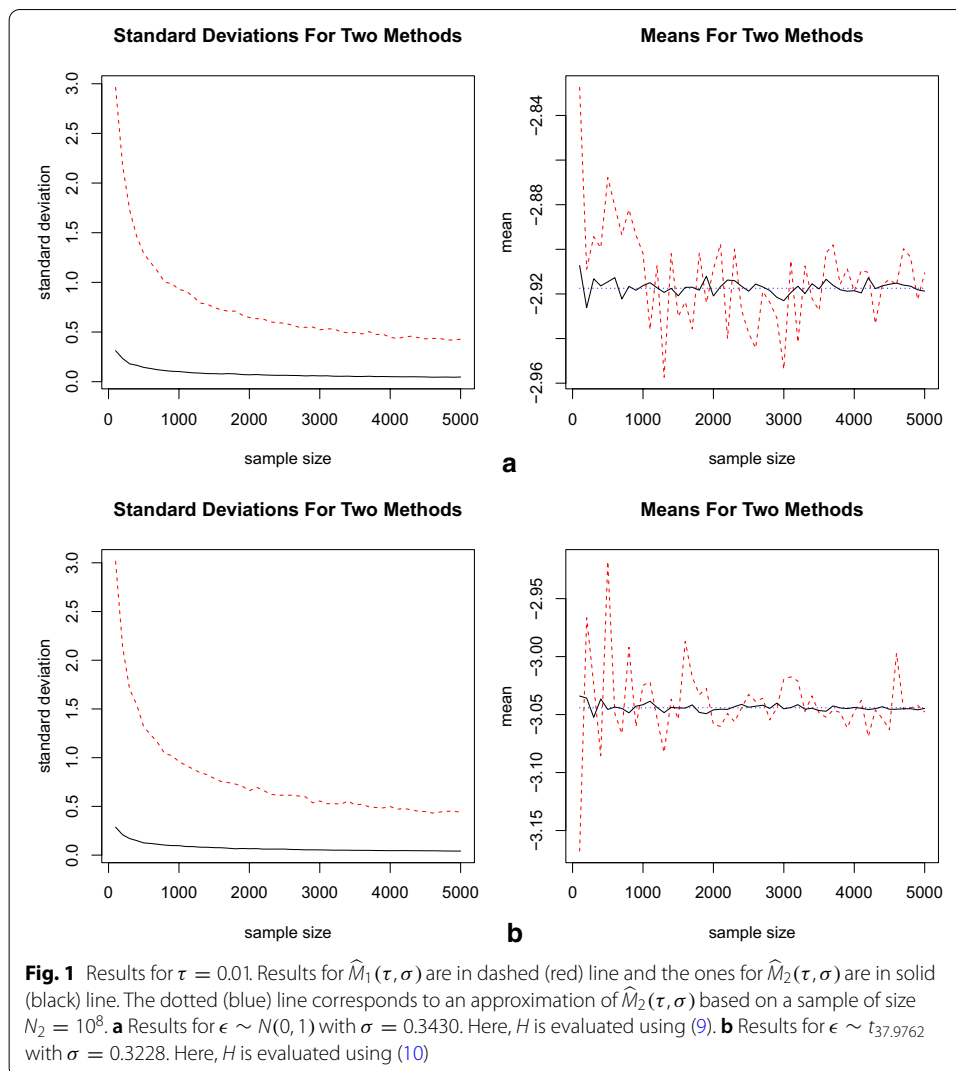 Standard Deviations For Two Methods
standard deviation
3.0
2.5
2.0
1.5
1.0
0.5
0.0
0 1000 2000 3000 4000 5000
sample size
Means For Two Methods
mean
−2.84
−2.88
−2.92
−2.96
0 1000 2000 3000 4000 5000
sample size
a
Standard Deviations For Two Methods
standard deviation
3.0
2.5
2.0
1.5
1.0
0.5
0.0
0 1000 2000 3000 4000 5000
sample size
Means For Two Methods
mean
−2.95
−3.00
−3.05
−3.10
−3.15
0 1000 2000 3000 4000 5000
sample size
b
Fig. 1 Results for τ = 0.01. Results for M̂₁(τ, σ) are in dashed (red) line and the ones for M̂₂(τ, σ) are in solid
(black) line. The dotted (blue) line corresponds to an approximation of M̂₂(τ, σ) based on a sample of size
N₂ = 10⁸. a Results for ϵ ∼ N(0, 1) with σ = 0.3430. Here, H is evaluated using (9). b Results for ϵ ∼ t₃₇.₉₇₆₂
with σ = 0.3228. Here, H is evaluated using (10)